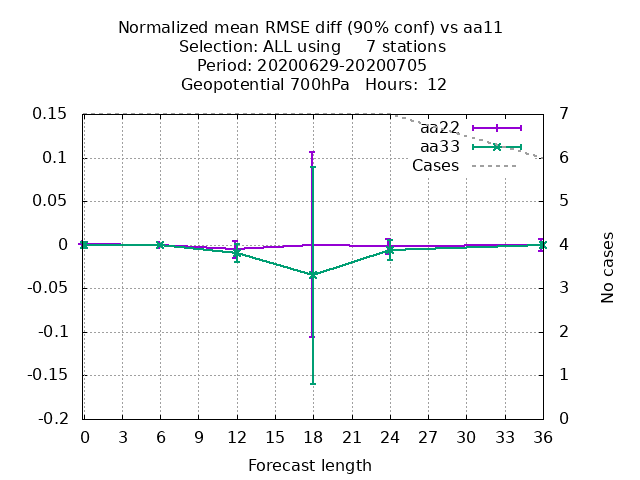 Normalized mean RMSE diff (90% conf) vs aa11
Selection: ALL using     7 stations
Period: 20200629-20200705
Geopotential 700hPa   Hours:  12
0.15
0.1
0.05
0
-0.05
-0.1
-0.15
-0.2
7
6
5
4
3
2
1
0
aa22
aa33
Cases
No cases
0 3 6 9 12 15 18 21 24 27 30 33 36
Forecast length